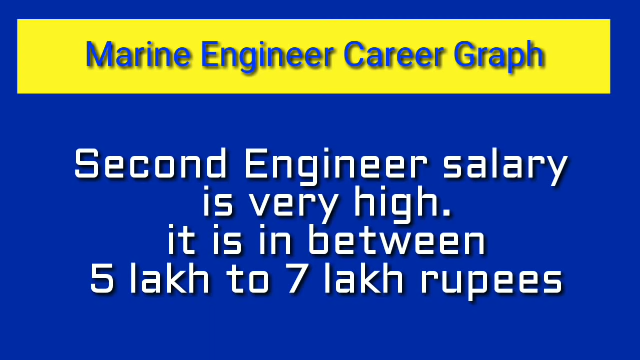 Marine Engineer Career Graph
Second Engineer salary
is very high.
it is in between
5 lakh to 7 lakh rupees